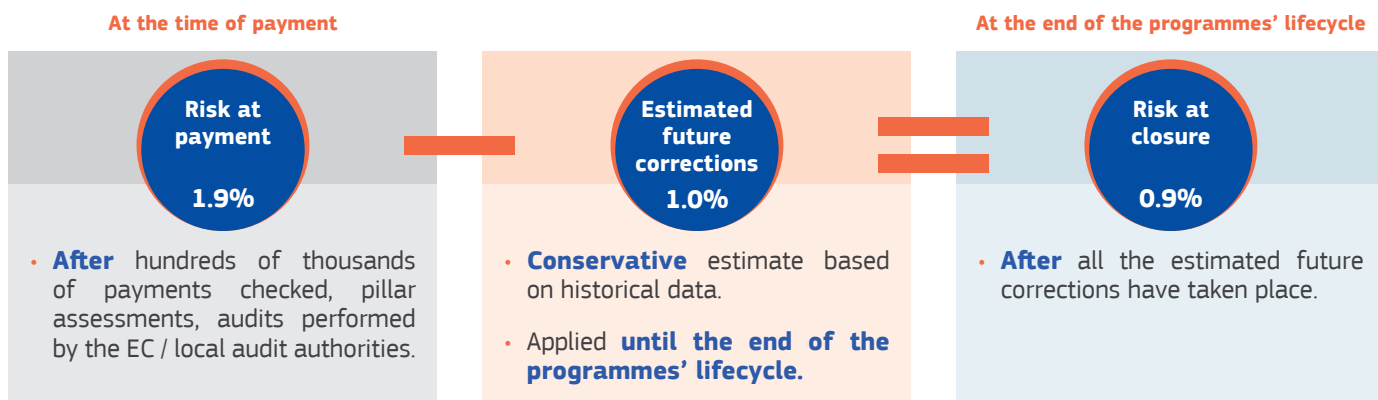 At the time of payment
Risk at
payment
1.9%
• After hundreds of thousands
of payments checked, pillar
assessments, audits performed
by the EC / local audit authorities.
Estimated
future
corrections
1.0%
• Conservative estimate based
on historical data.
• Applied until the end of the
programmes’ lifecycle.
At the end of the programmes’ lifecycle
Risk at
closure
0.9%
• After all the estimated future
corrections have taken place.